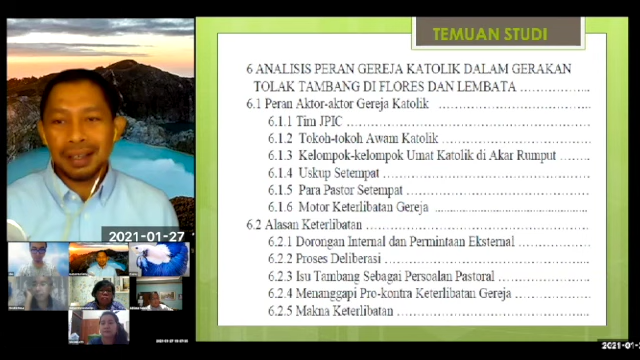 TEMUAN STUDI
6 ANALISIS PERAN GEREJA KATOLIK DALAM GERAKAN
TOLAK TAMBANG DI FLORES DAN LEMBATA
6.1 Peran Aktor-aktor Gereja Katolik
6.1.1 Tim JPIC
6.1.2 Tokoh-tokoh Awam Katolik
6.1.3 Kelompok-kelompok Umat Katolik di Akar Rumput
6.1.4 Uskup Setempat
6.1.5 Para Pastor Setempat
6.1.6 Motor Keterlibatan Gereja
6.2 Alasan Keterlibatan
6.2.1 Dorongan Internal dan Permintaan Eksternal
6.2.2 Proses Deliberasi
6.2.3 Isu Tambang Sebagai Persoalan Pastoral
6.2.4 Menanggapi Pro-kontra Keterlibatan Gereja
6.2.5 Makna Keterlibatan
2021-01-27